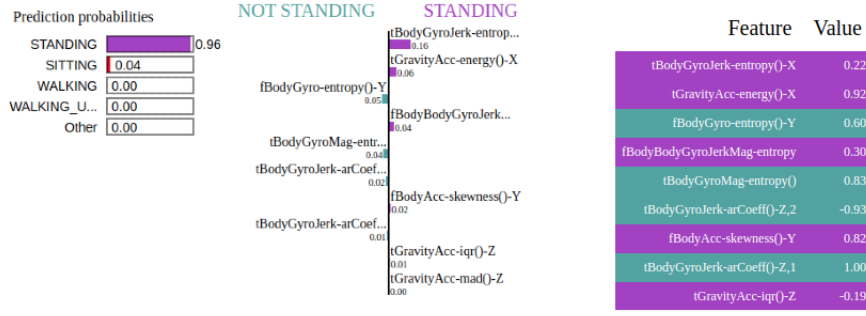 Prediction probabilities
STANDING 0.96
SITTING 0.04
WALKING 0.00
WALKING_U... 0.00
Other 0.00
NOT STANDING STANDING
tBodyGyroJerk-entrop...
0.16
tGravityAcc-energy()-X
0.06
fBodyGyro-entropy()-Y
0.05
fBodyBodyGyroJerk...
0.04
tBodyGyroMag-entr...
0.04
tBodyGyroJerk-arCoef...
0.02
fBodyAcc-skewness()-Y
0.02
tBodyGyroJerk-arCoef...
0.01
tGravityAcc-iqr()-Z
0.01
tGravityAcc-mad()-Z
0.00
Feature Value
tBodyGyroJerk-entropy()-X 0.22
tGravityAcc-energy()-X 0.92
fBodyGyro-entropy()-Y 0.60
fBodyBodyGyroJerkMag-entropy 0.30
tBodyGyroMag-entropy() 0.83
tBodyGyroJerk-arCoeff()-Z,2 -0.93
fBodyAcc-skewness()-Y 0.82
tBodyGyroJerk-arCoeff()-Z,1 1.00
tGravityAcc-iqr()-Z -0.19